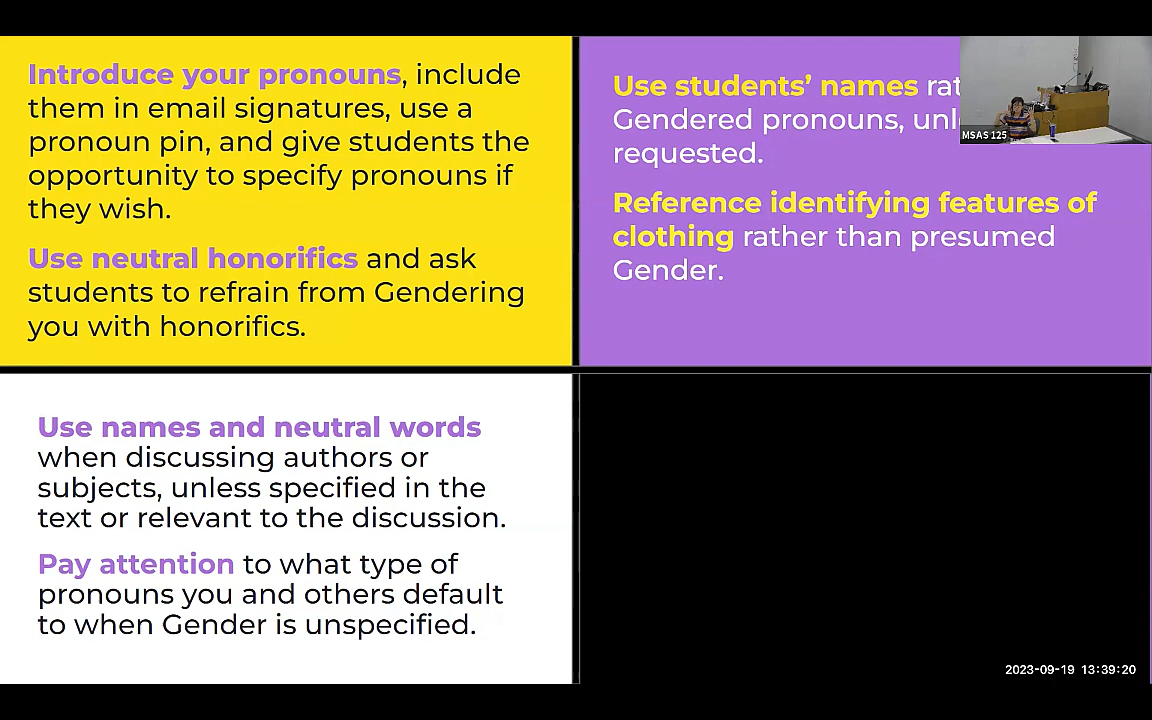 Introduce your pronouns, include
them in email signatures, use a
pronoun pin, and give students the
opportunity to specify pronouns if
they wish.
Use neutral honorifics and ask
students to refrain from Gendering
you with honorifics.
Use students’ names
Gendered pronouns,
requested.
Reference identifying features of
clothing rather than presumed
Gender.
MSAS 125
Use names and neutral words
when discussing authors or
subjects, unless specified in the
text or relevant to the discussion.
Pay attention to what type of
pronouns you and others default
to when Gender is unspecified.
2023-09-19 13:39:20